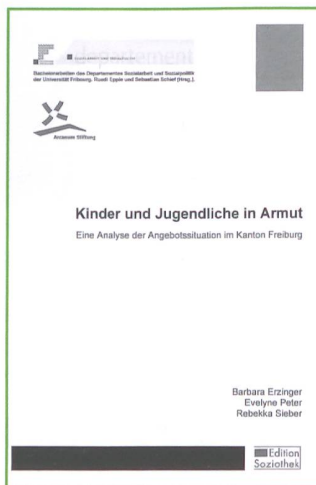 departement
Bachelorarbeiten des Departementes Sozialarbeit und Sozialpolitik
der Universität Fribourg. Ruedi Epple und Sebastian Schief (Hrsg.).
Avranum Stiftung
Kinder und Jugendliche in Armut
Eine Analyse der Angebotssituation im Kanton Freiburg
Barbara Erzinger
Evelyne Peter
Rebekka Sieber
Edition
Soziothek